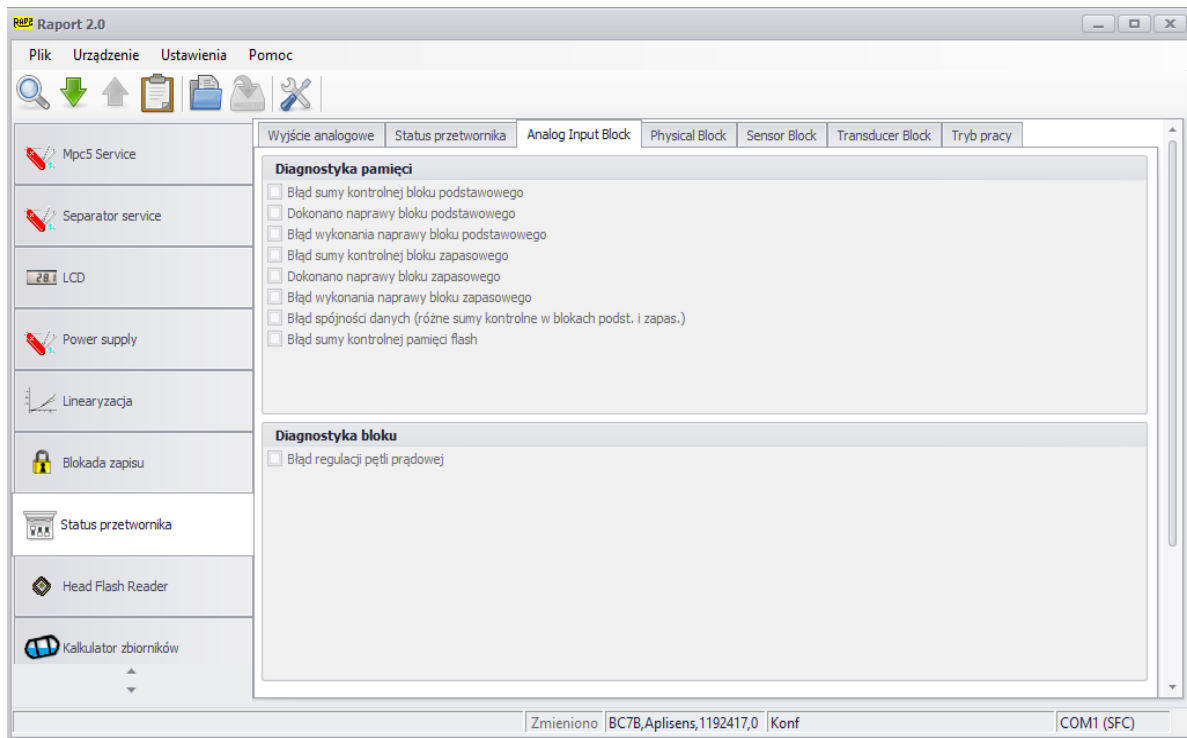 RAP2 Raport 2.0
Plik Urządzenie Ustawienia Pomoc
Mpc5 Service
Separator service
28.1 LCD
Power supply
Linearyzacja
Blokada zapisu
Status przetwornika
Head Flash Reader
Kalkulator zbiorników
Wyjście analogowe Status przetwornika Analog Input Block Physical Block Sensor Block Transducer Block Tryb pracy
Diagnostyka pamięci
Błąd sumy kontrolnej bloku podstawowego
Dokonano naprawy bloku podstawowego
Błąd wykonania naprawy bloku podstawowego
Błąd sumy kontrolnej bloku zapasowego
Dokonano naprawy bloku zapasowego
Błąd wykonania naprawy bloku zapasowego
Błąd spójności danych (różne sumy kontrolne w blokach podst. i zapas.)
Błąd sumy kontrolnej pamięci flash
Diagnostyka bloku
Błąd regulacji pętli prądowej
Zmieniono BC7B,Aplisens,1192417,0 Konf COM1 (SFC)